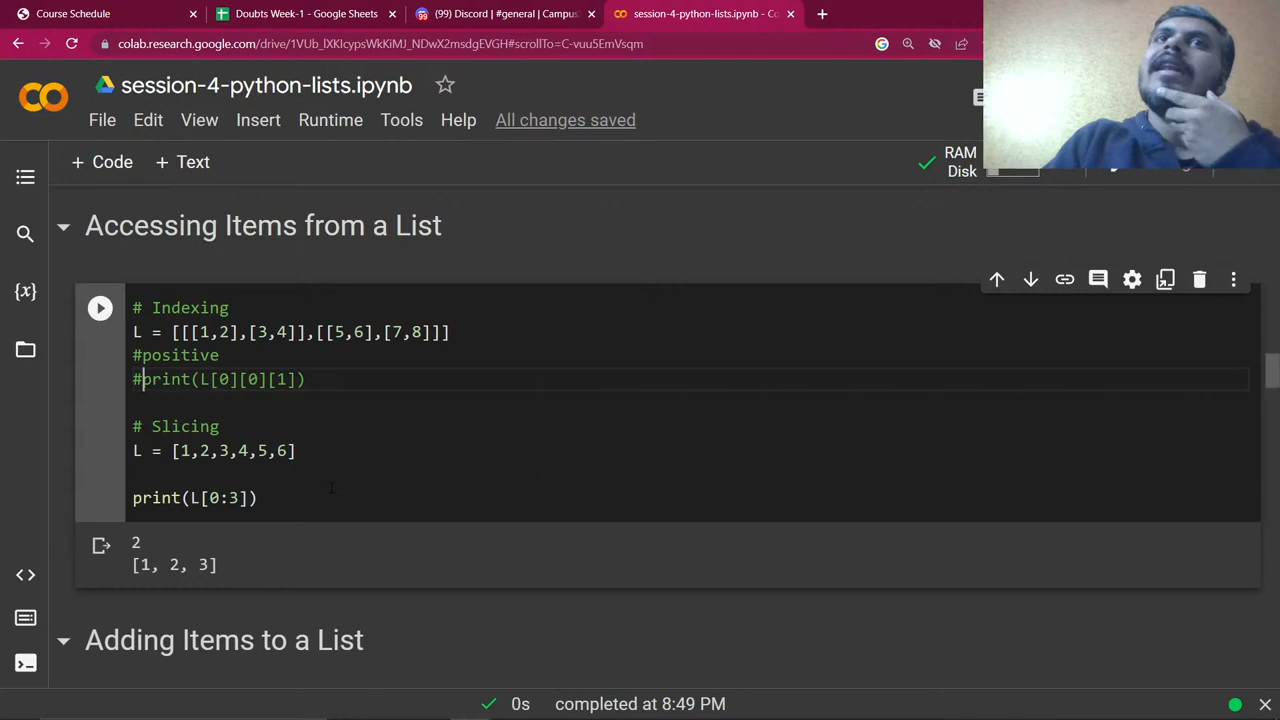 Course Schedule
Doubts Week-1 - Google Sheets
(99) Discord | #general | Campus
session-4-python-lists.ipynb - Co
colab.research.google.com/drive/1VUb_lXKIcypsWkKiMJ_NDwX2msdgEVGH#scrollTo=C-vuu5EmVsqm
session-4-python-lists.ipynb
File Edit View Insert Runtime Tools Help All changes saved
+ Code + Text
RAM
Disk
Accessing Items from a List
# Indexing
L = [[[1,2],[3,4]],[[5,6],[7,8]]]
#positive
#print(L[0][0][1])
# Slicing
L = [1,2,3,4,5,6]
print(L[0:3])
2
[1, 2, 3]
Adding Items to a List
0s completed at 8:49 PM